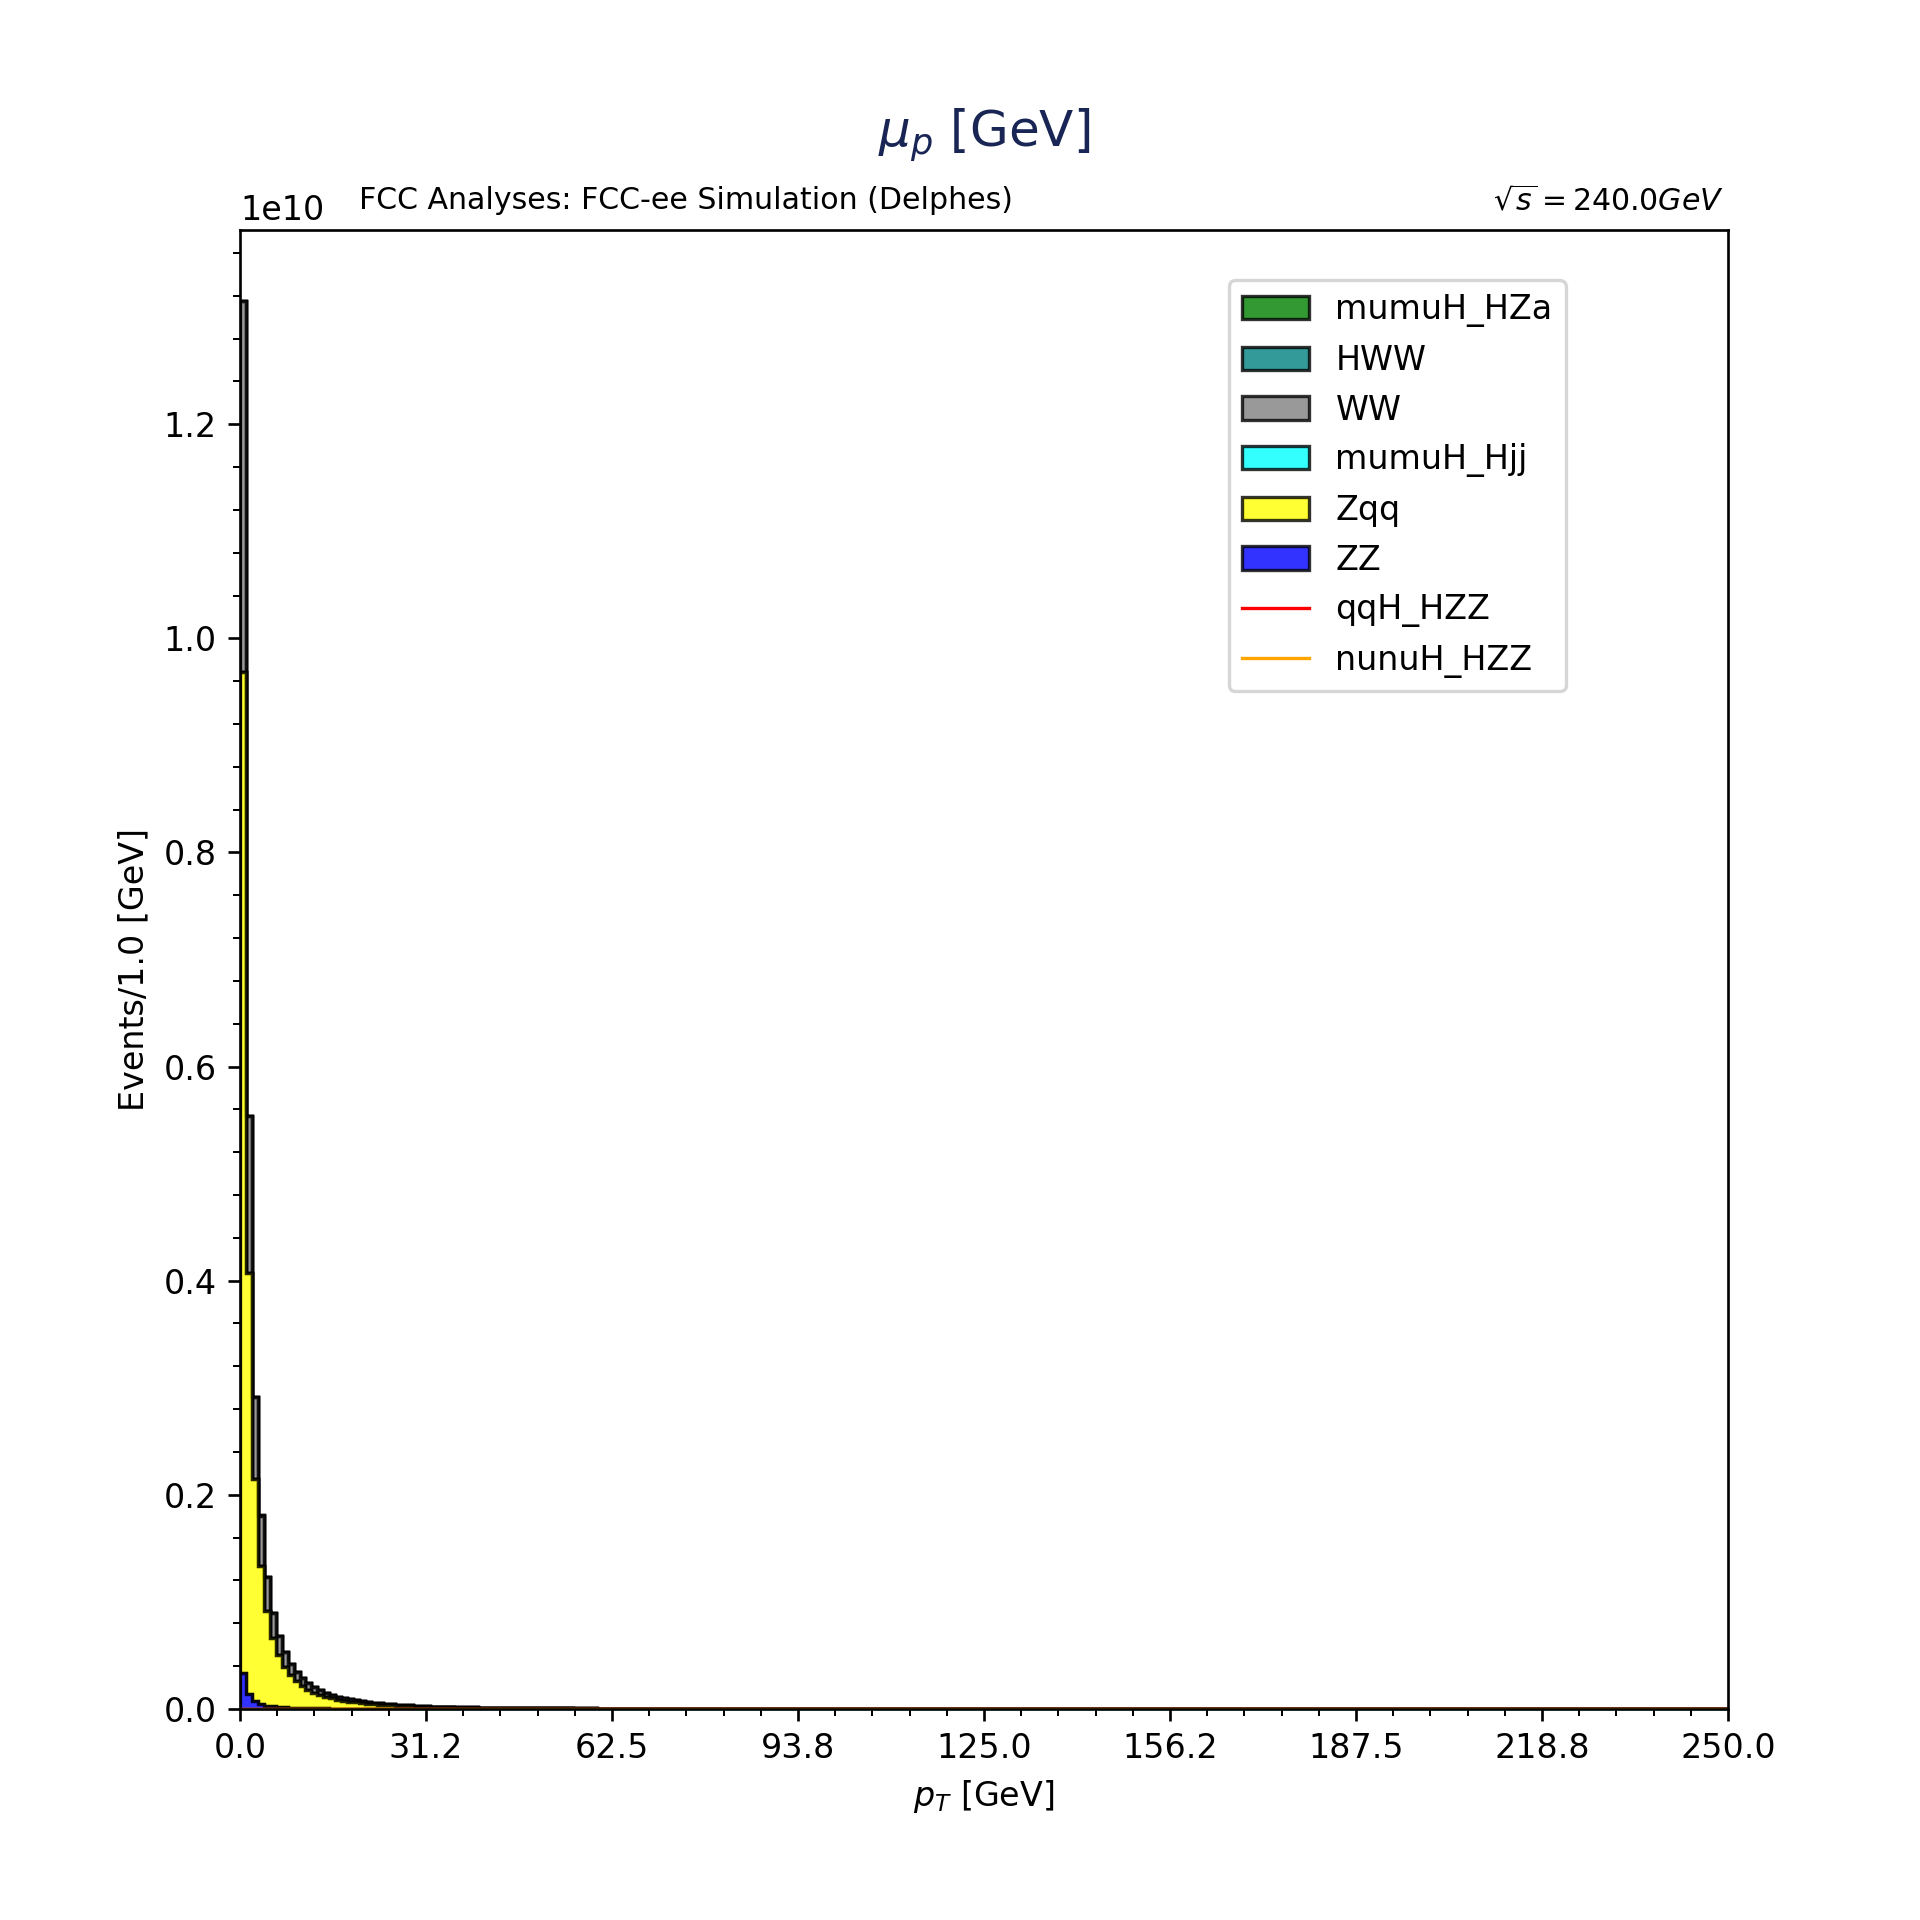 μp [GeV]
1e10 FCC Analyses: FCC-ee Simulation (Delphes) √s = 240.0GeV
mumuH_HZa
HWW
WW
mumuH_Hjj
Zqq
ZZ
qqH_HZZ
nunuH_HZZ
1.2
1.0
0.8
0.6
0.4
0.2
0.0
Events/1.0 [GeV]
0.0 31.2 62.5 93.8 125.0 156.2 187.5 218.8 250.0
pT [GeV]